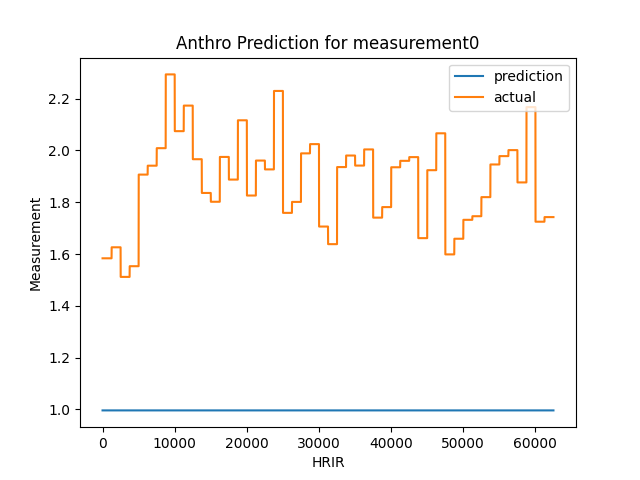 Anthro Prediction for measurement0
prediction
actual
Measurement
2.2
2.0
1.8
1.6
1.4
1.2
1.0
0 10000 20000 30000 40000 50000 60000
HRIR